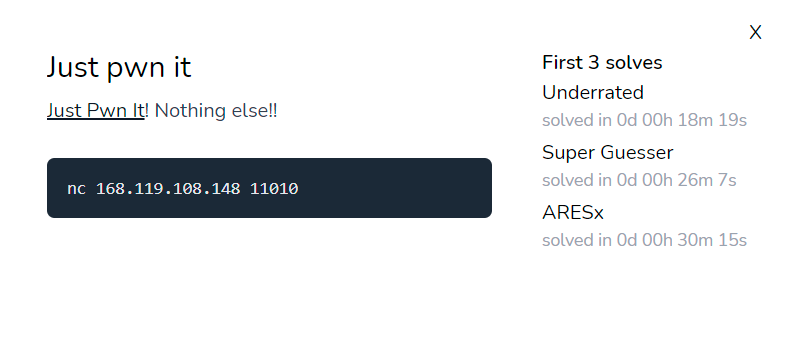 X
Just pwn it
Just Pwn It! Nothing else!!
nc 168.119.108.148 11010
First 3 solves
Underrated
solved in 0d 00h 18m 19s
Super Guesser
solved in 0d 00h 26m 7s
ARESx
solved in 0d 00h 30m 15s